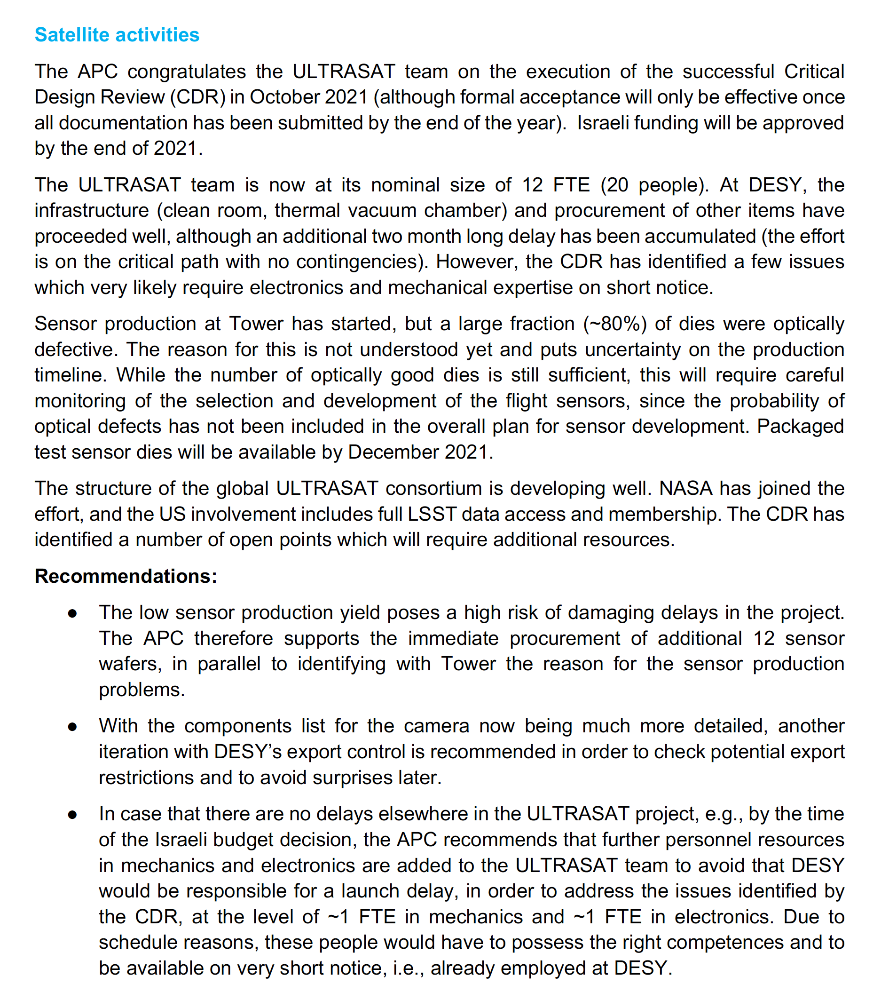 Satellite activities
The APC congratulates the ULTRASAT team on the execution of the successful Critical
Design Review (CDR) in October 2021 (although formal acceptance will only be effective once
all documentation has been submitted by the end of the year).  Israeli funding will be approved
by the end of 2021.
The ULTRASAT team is now at its nominal size of 12 FTE (20 people). At DESY, the
infrastructure (clean room, thermal vacuum chamber) and procurement of other items have
proceeded well, although an additional two month long delay has been accumulated (the effort
is on the critical path with no contingencies). However, the CDR has identified a few issues
which very likely require electronics and mechanical expertise on short notice.
Sensor production at Tower has started, but a large fraction (~80%) of dies were optically
defective. The reason for this is not understood yet and puts uncertainty on the production
timeline. While the number of optically good dies is still sufficient, this will require careful
monitoring of the selection and development of the flight sensors, since the probability of
optical defects has not been included in the overall plan for sensor development. Packaged
test sensor dies will be available by December 2021.
The structure of the global ULTRASAT consortium is developing well. NASA has joined the
effort, and the US involvement includes full LSST data access and membership. The CDR has
identified a number of open points which will require additional resources.
Recommendations:
● The low sensor production yield poses a high risk of damaging delays in the project.
The APC therefore supports the immediate procurement of additional 12 sensor
wafers, in parallel to identifying with Tower the reason for the sensor production
problems.
● With the components list for the camera now being much more detailed, another
iteration with DESY’s export control is recommended in order to check potential export
restrictions and to avoid surprises later.
● In case that there are no delays elsewhere in the ULTRASAT project, e.g., by the time
of the Israeli budget decision, the APC recommends that further personnel resources
in mechanics and electronics are added to the ULTRASAT team to avoid that DESY
would be responsible for a launch delay, in order to address the issues identified by
the CDR, at the level of ~1 FTE in mechanics and ~1 FTE in electronics. Due to
schedule reasons, these people would have to possess the right competences and to
be available on very short notice, i.e., already employed at DESY.